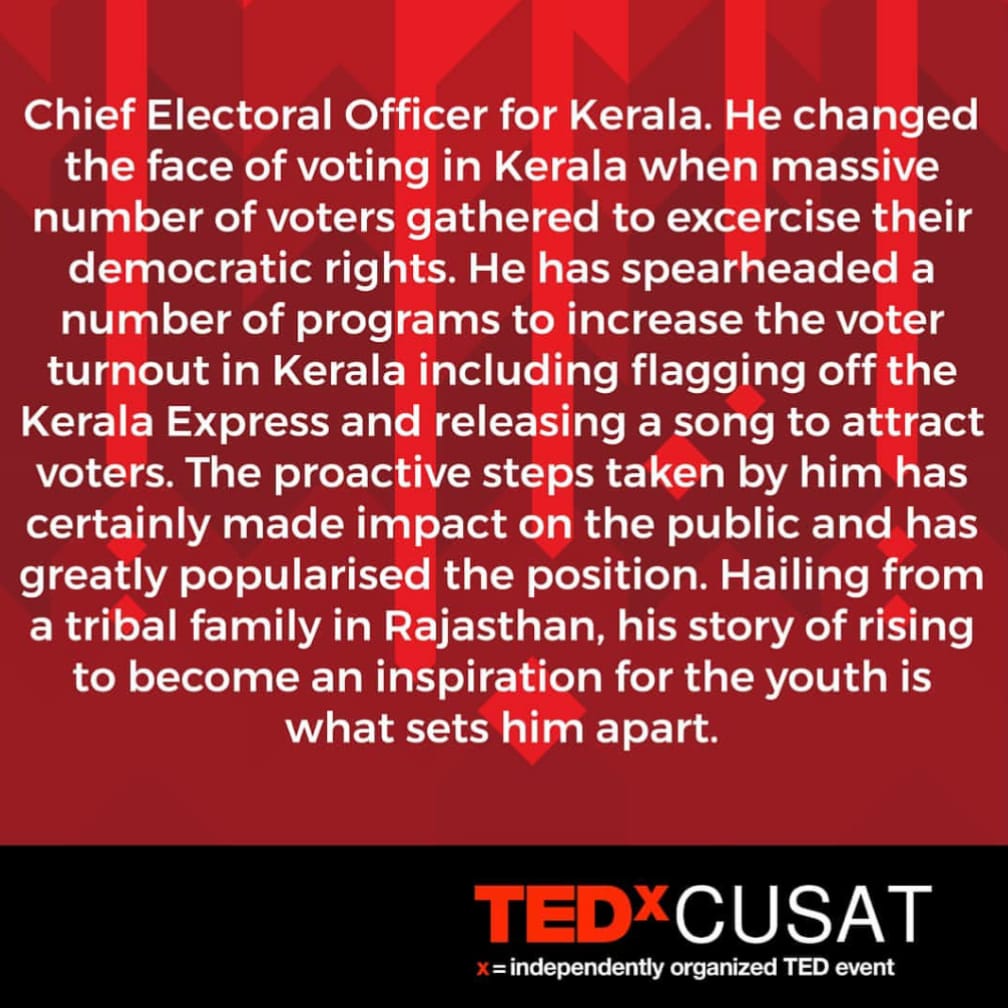 Chief Electoral Officer for Kerala. He changed
the face of voting in Kerala when massive
number of voters gathered to excercise their
democratic rights. He has spearheaded a
number of programs to increase the voter
turnout in Kerala including flagging off the
Kerala Express and releasing a song to attract
voters. The proactive steps taken by him has
certainly made impact on the public and has
greatly popularised the position. Hailing from
a tribal family in Rajasthan, his story of rising
to become an inspiration for the youth is
what sets him apart.
TEDxCUSAT
x = independently organized TED event